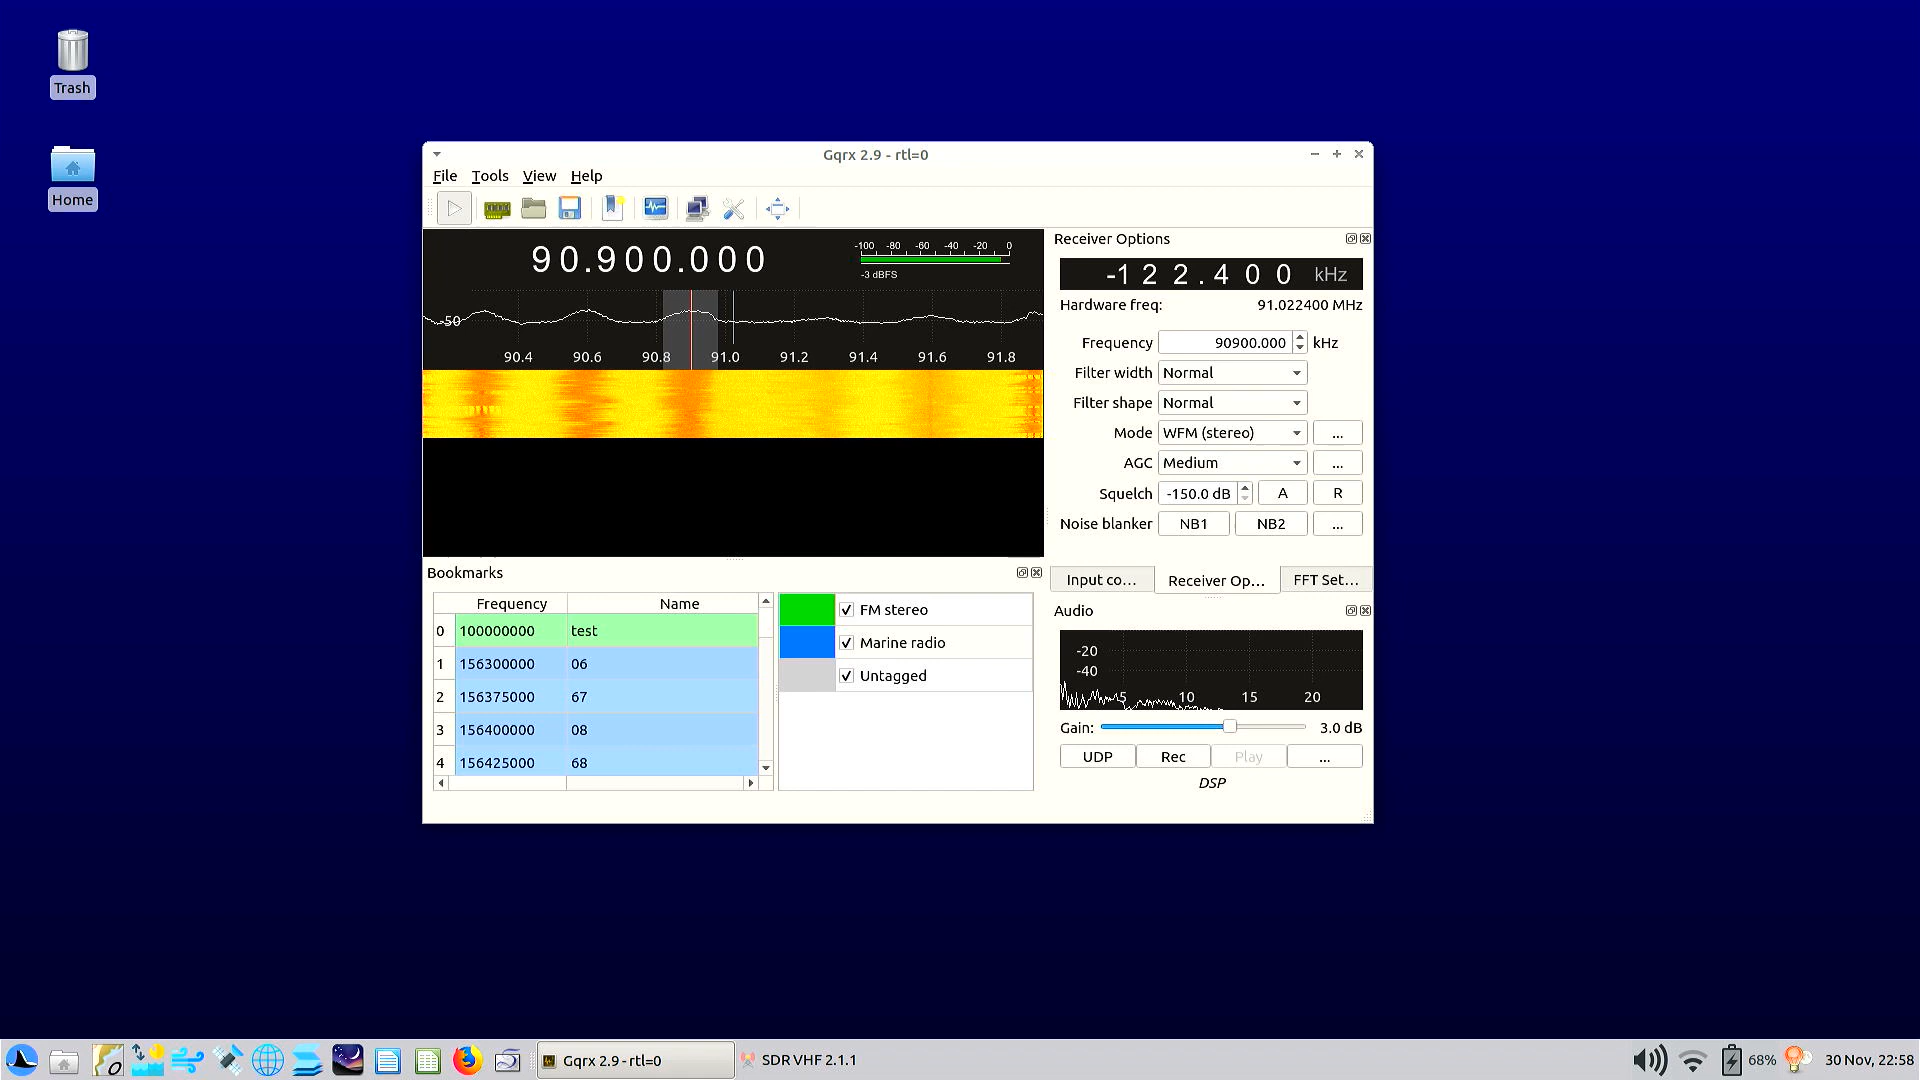 Trash
Home
Gqrx 2.9 - rtl=0
File Tools View Help
90.900.000
-100 -80 -60 -40 -20 0
-3 dBFS
-50
90.4 90.6 90.8 91.0 91.2 91.4 91.6 91.8
Receiver Options
-122.400 kHz
Hardware freq: 91.022400 MHz
Frequency 90900.000 kHz
Filter width Normal
Filter shape Normal
Mode WFM (stereo) ...
AGC Medium ...
Squelch -150.0 dB A R
Noise blanker NB1 NB2 ...
Input co... Receiver Op... FFT Set...
Bookmarks
Frequency Name
0 100000000 test
1 156300000 06
2 156375000 67
3 156400000 08
4 156425000 68
FM stereo
Marine radio
Untagged
Audio
-20
-40
5 10 15 20
Gain: 3.0 dB
UDP Rec Play ...
DSP
Gqrx 2.9 - rtl=0
SDR VHF 2.1.1
68%
30 Nov, 22:58